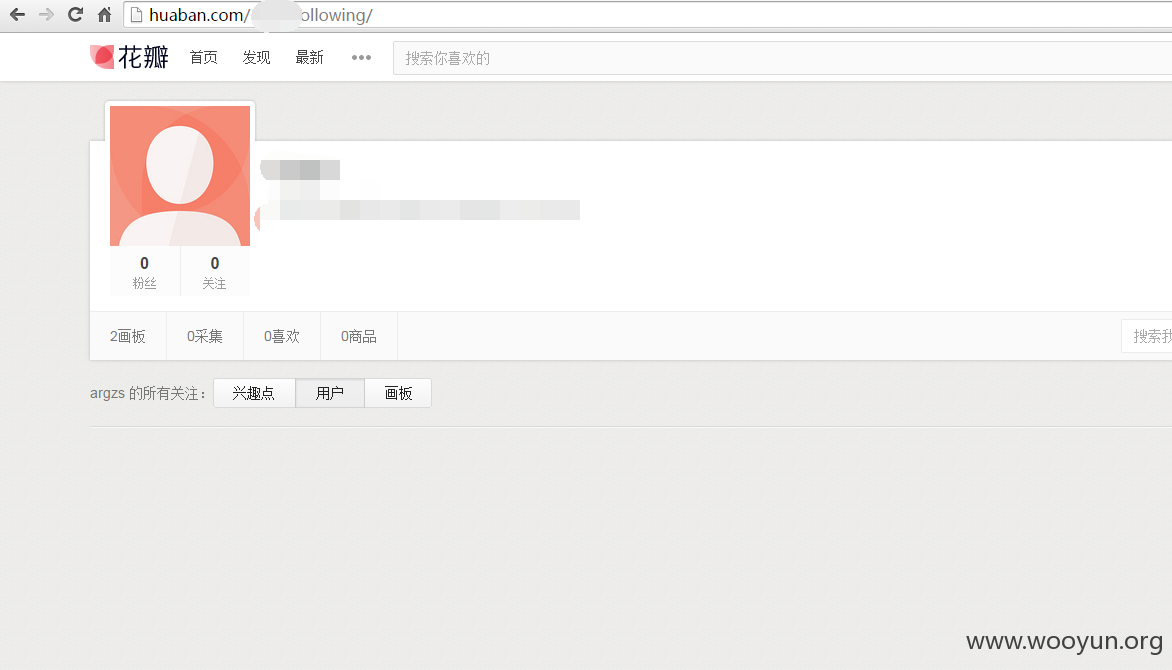 huaban.com/ ollowing/
花瓣 首页 发现 最新 ••• 搜索你喜欢的
0 0
粉丝 关注
2画板 0采集 0喜欢 0商品 搜索我
argzs 的所有关注： 兴趣点 用户 画板
www.wooyun.org